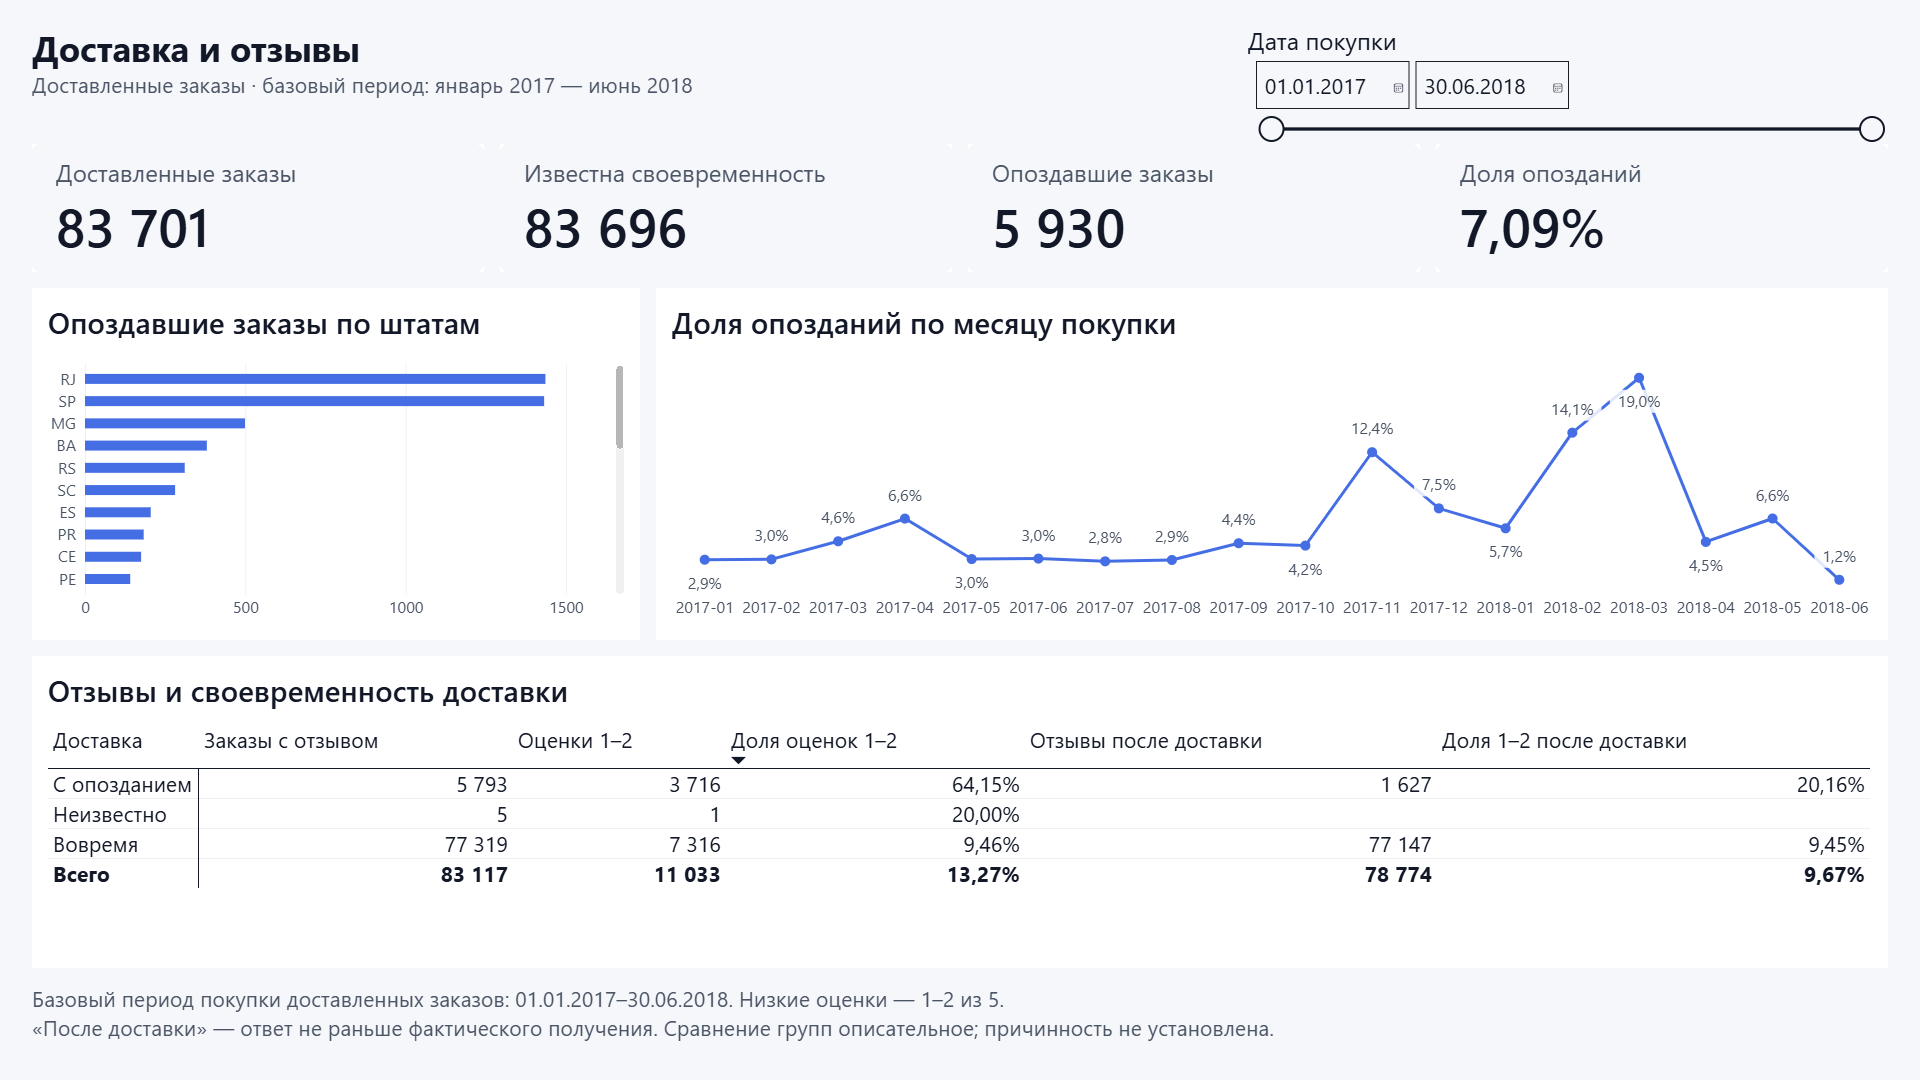 Доставка и отзывы
Доставленные заказы · базовый период: январь 2017 — июнь 2018
Дата покупки
01.01.2017 30.06.2018
Доставленные заказы
83 701
Известна своевременность
83 696
Опоздавшие заказы
5 930
Доля опозданий
7,09%
Опоздавшие заказы по штатам
RJ
SP
MG
BA
RS
SC
ES
PR
CE
PE
0 500 1000 1500
Доля опозданий по месяцу покупки
2,9% 3,0% 4,6% 6,6% 3,0% 3,0% 2,8% 2,9% 4,4% 4,2% 12,4% 7,5% 5,7% 14,1% 19,0% 4,5% 6,6% 1,2%
2017-01 2017-02 2017-03 2017-04 2017-05 2017-06 2017-07 2017-08 2017-09 2017-10 2017-11 2017-12 2018-01 2018-02 2018-03 2018-04 2018-05 2018-06
Отзывы и своевременность доставки
Доставка Заказы с отзывом Оценки 1–2 Доля оценок 1–2 Отзывы после доставки Доля 1–2 после доставки
С опозданием 5 793 3 716 64,15% 1 627 20,16%
Неизвестно 5 1 20,00%
Вовремя 77 319 7 316 9,46% 77 147 9,45%
Всего 83 117 11 033 13,27% 78 774 9,67%
Базовый период покупки доставленных заказов: 01.01.2017–30.06.2018. Низкие оценки — 1–2 из 5.
«После доставки» — ответ не раньше фактического получения. Сравнение групп описательное; причинность не установлена.